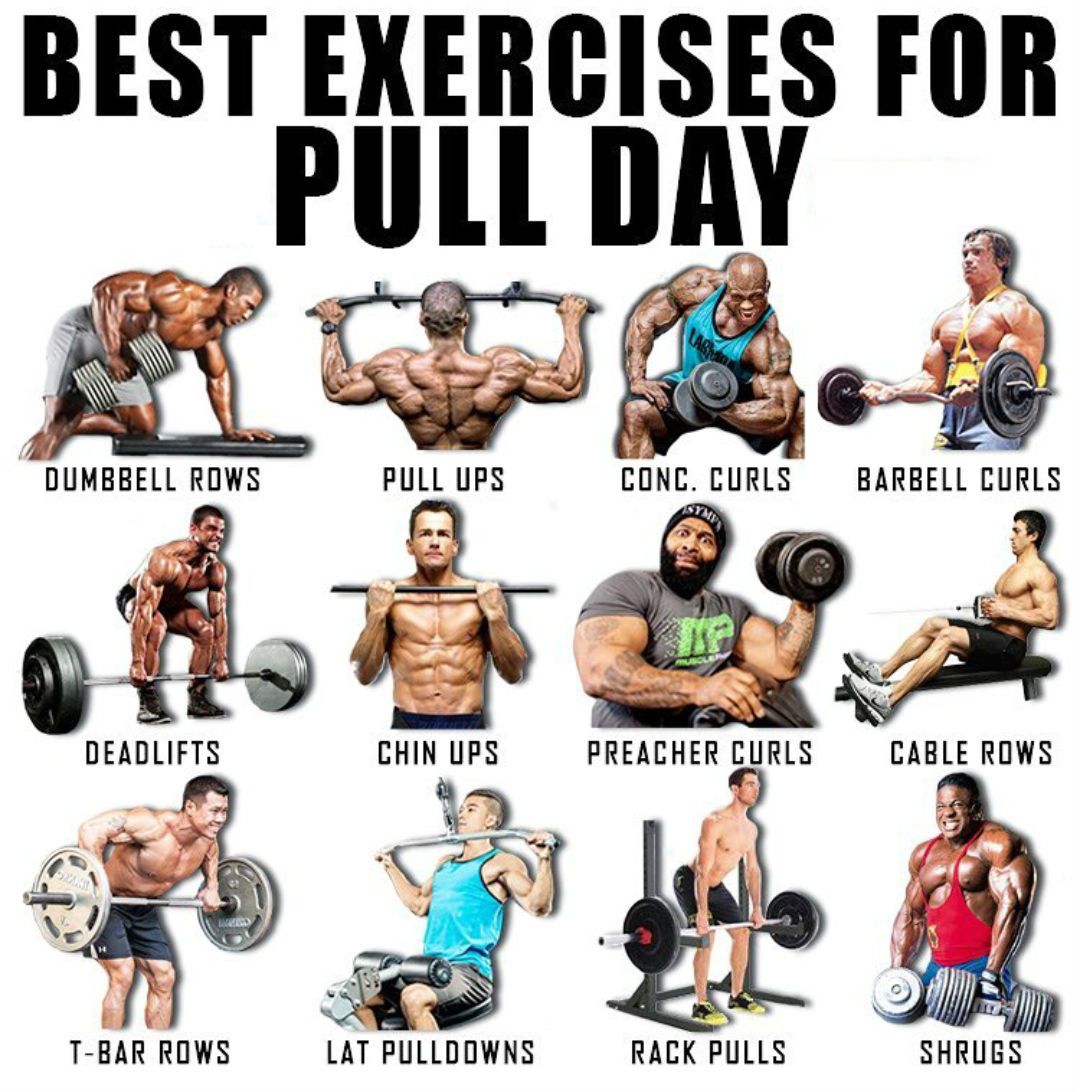 BEST EXERCISES FOR
PULL DAY
DUMBBELL ROWS
PULL UPS
CONC. CURLS
BARBELL CURLS
DEADLIFTS
CHIN UPS
PREACHER CURLS
CABLE ROWS
T-BAR ROWS
LAT PULLDOWNS
RACK PULLS
SHRUGS